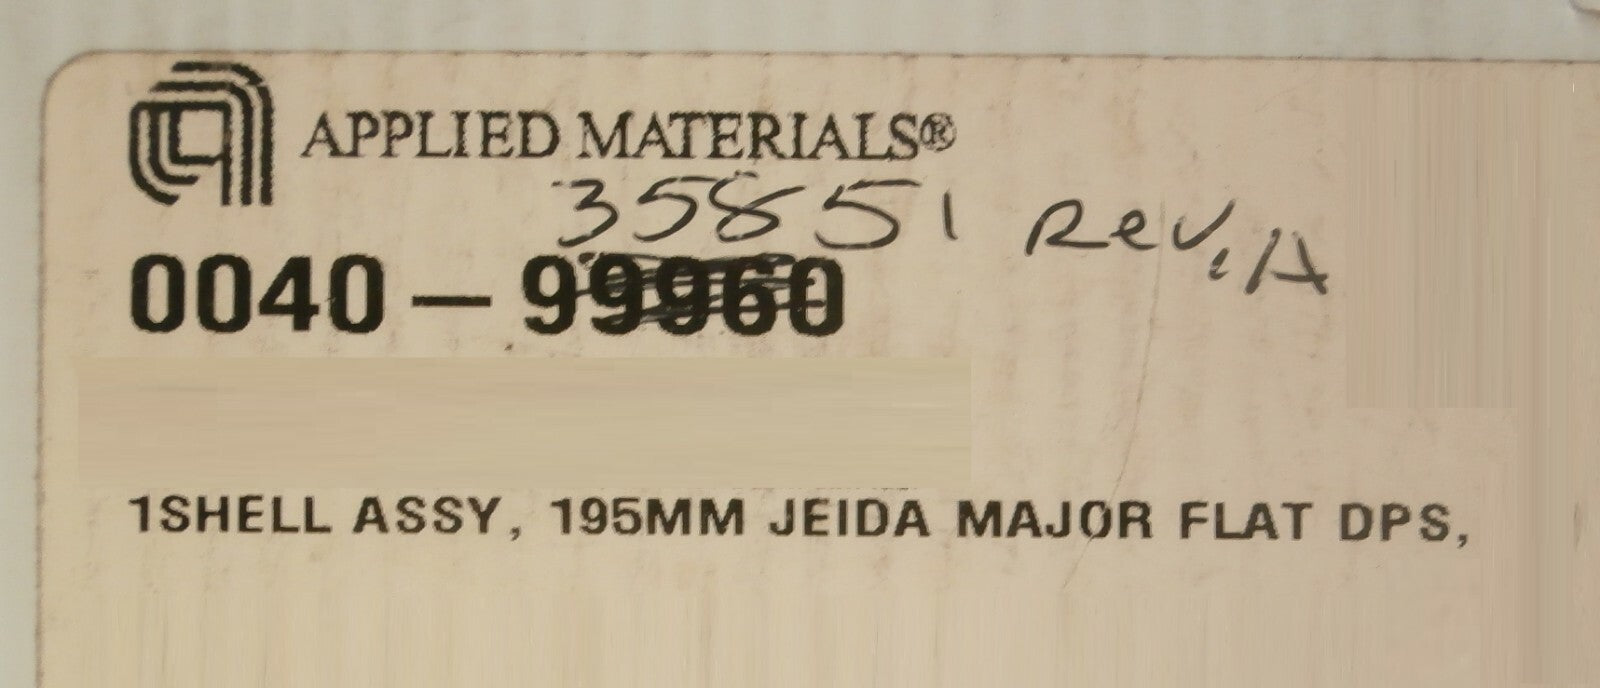 APPLIED MATERIALS®
35851 Rev. A
0040-99960
1SHELL ASSY, 195MM JEIDA MAJOR FLAT DPS,